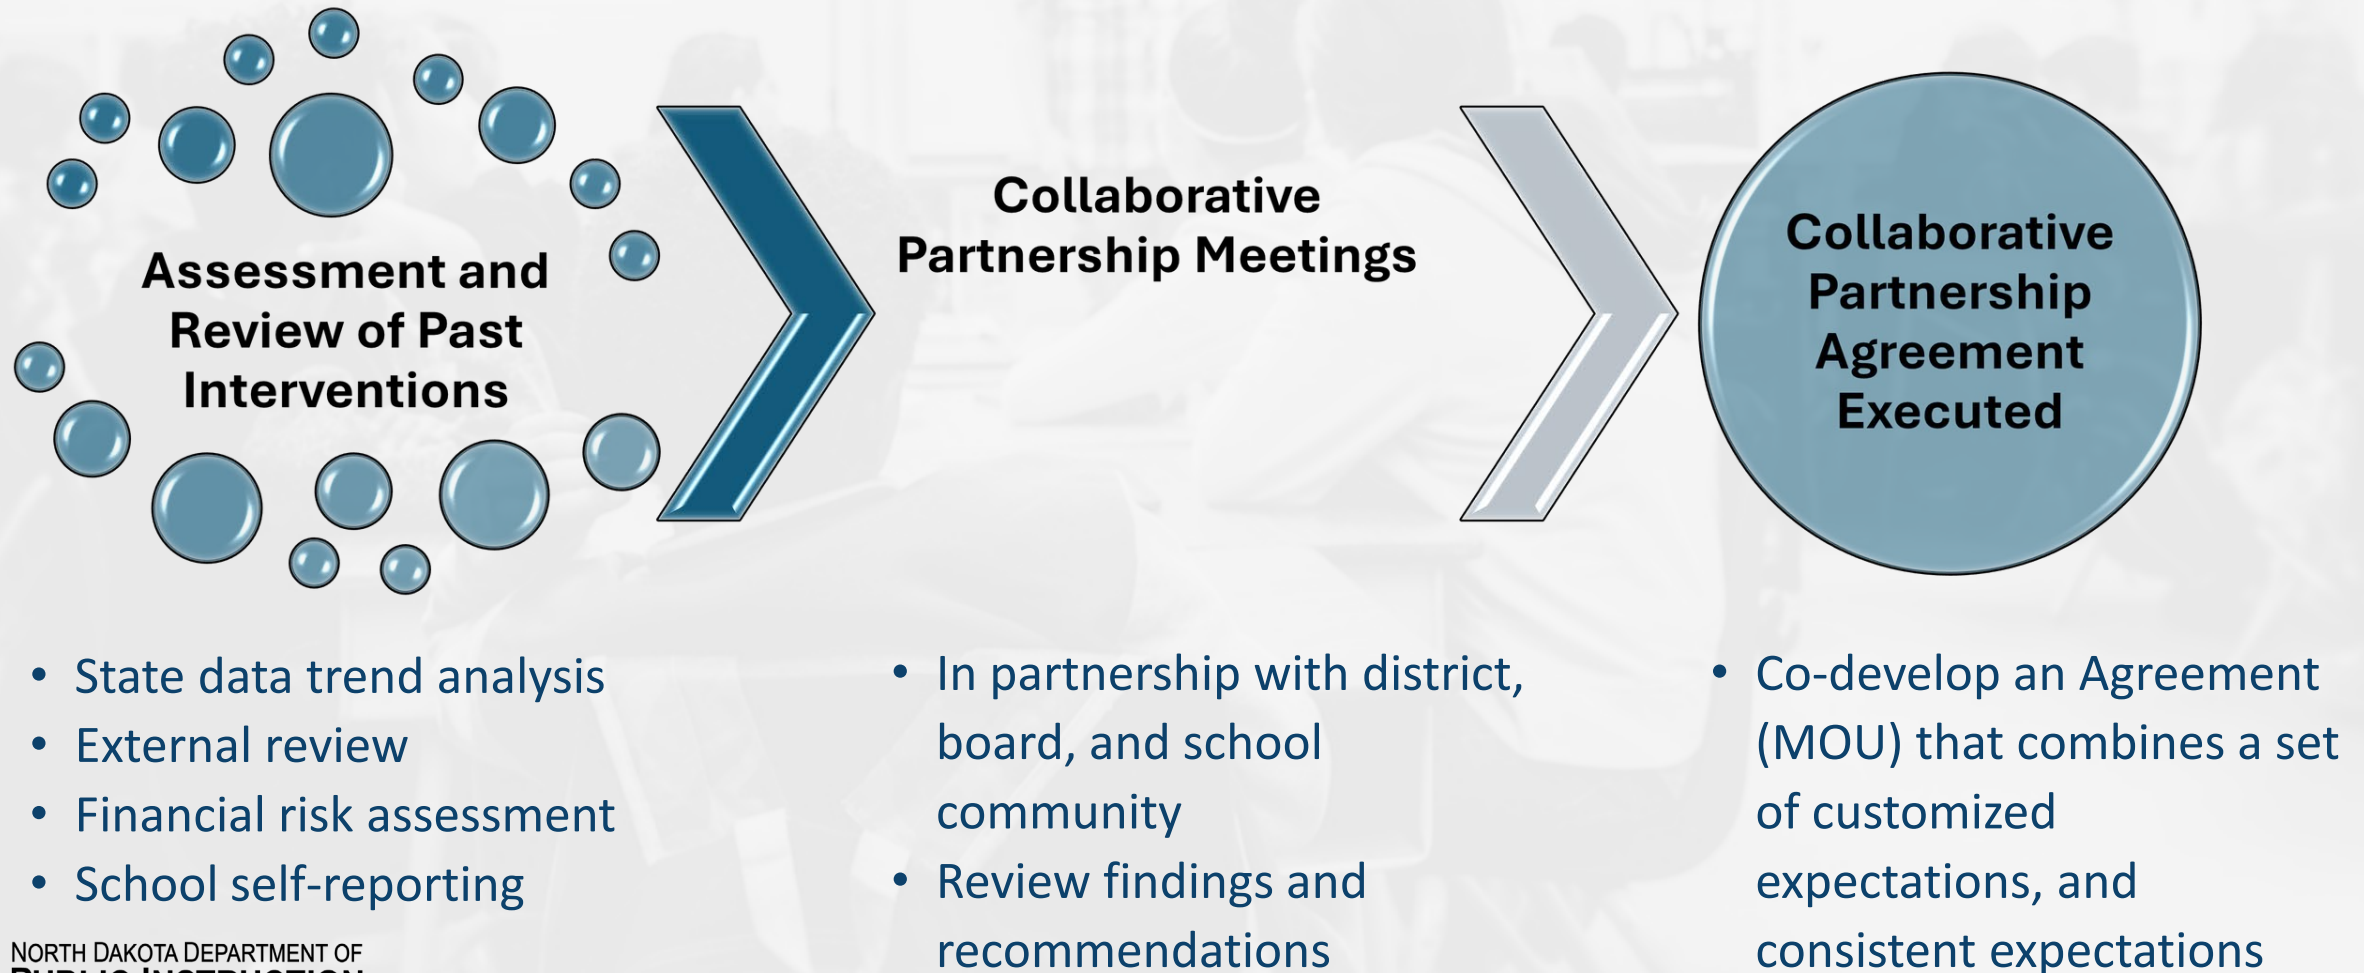 Assessment and
Review of Past
Interventions
Collaborative
Partnership Meetings
Collaborative
Partnership
Agreement
Executed
• State data trend analysis
• External review
• Financial risk assessment
• School self-reporting
• In partnership with district,
board, and school
community
• Review findings and
recommendations
• Co-develop an Agreement
(MOU) that combines a set
of customized
expectations, and
consistent expectations
NORTH DAKOTA DEPARTMENT OF
PUBLIC INSTRUCTION